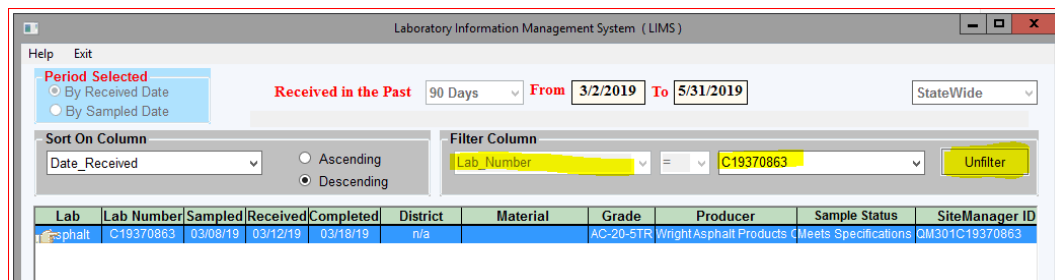 Laboratory Information Management System ( LIMS )
Help Exit
Period Selected
By Received Date
By Sampled Date
Received in the Past 90 Days From 3/2/2019 To 5/31/2019 StateWide
Sort On Column
Date_Received
Ascending
Descending
Filter Column
Lab_Number = C19370863 Unfilter
Lab Lab Number Sampled Received Completed District Material Grade Producer Sample Status SiteManager ID
sphalt C19370863 03/08/19 03/12/19 03/18/19 n/a AC-20-5TR Wright Asphalt Products C Meets Specifications QM301C19370863